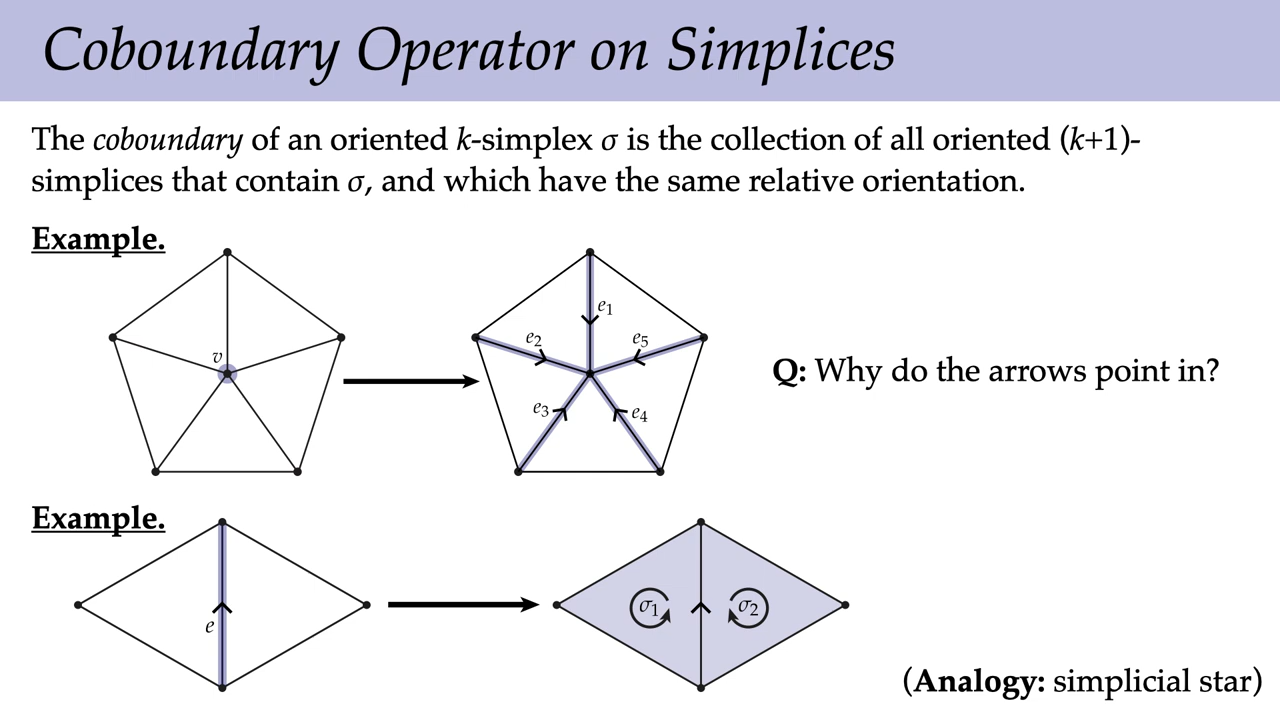 Coboundary Operator on Simplices
The coboundary of an oriented k-simplex σ is the collection of all oriented (k+1)-
simplices that contain σ, and which have the same relative orientation.
Example.
v
e₁
e₂
e₅
e₃
e₄
Q: Why do the arrows point in?
Example.
e
σ₁
σ₂
(Analogy: simplicial star)